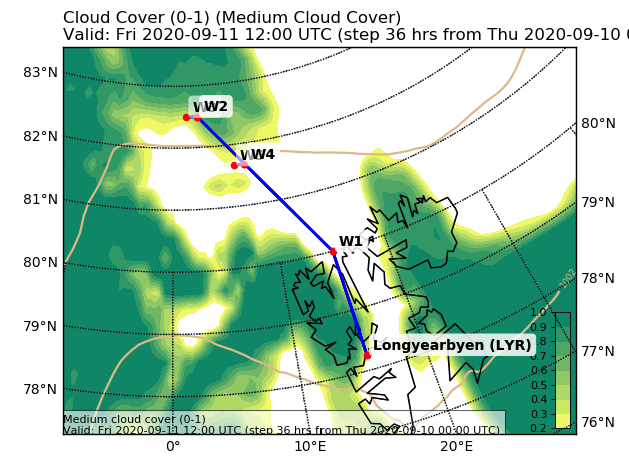 Cloud Cover (0-1) (Medium Cloud Cover)
Valid: Fri 2020-09-11 12:00 UTC (step 36 hrs from Thu 2020-09-10 0
83°N
82°N
81°N
80°N
79°N
78°N
80°N
79°N
78°N
77°N
76°N
W2
W4
W1
Longyearbyen (LYR)
1002
1.0
0.9
0.8
0.7
0.6
0.5
0.4
0.3
0.2
Medium cloud cover (0-1)
Valid: Fri 2020-09-11 12:00 UTC (step 36 hrs from Thu 2020-09-10 00:00 UTC)
0°
10°E
20°E